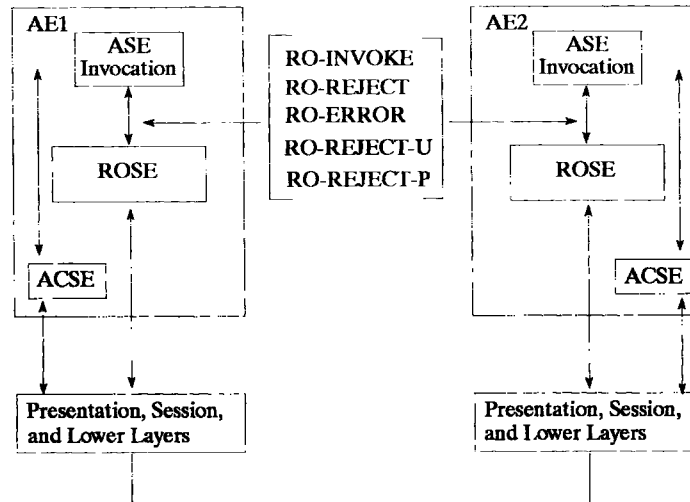 AE1
ASE
Invocation
ROSE
ACSE
Presentation, Session,
and Lower Layers
RO-INVOKE
RO-REJECT
RO-ERROR
RO-REJECT-U
RO-REJECT-P
AE2
ASE
Invocation
ROSE
ACSE
Presentation, Session,
and Lower Layers